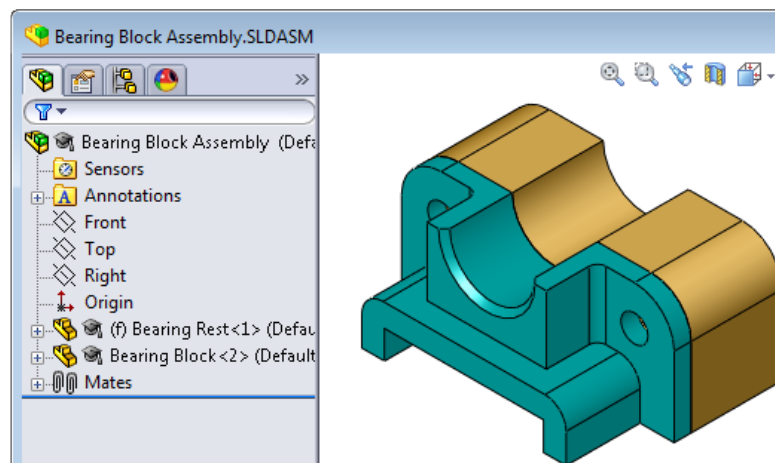 Bearing Block Assembly.SLDASM
»
Bearing Block Assembly (Defa
Sensors
A Annotations
Front
Top
Right
Origin
(f) Bearing Rest<1> (Defau
Bearing Block<2> (Default
Mates